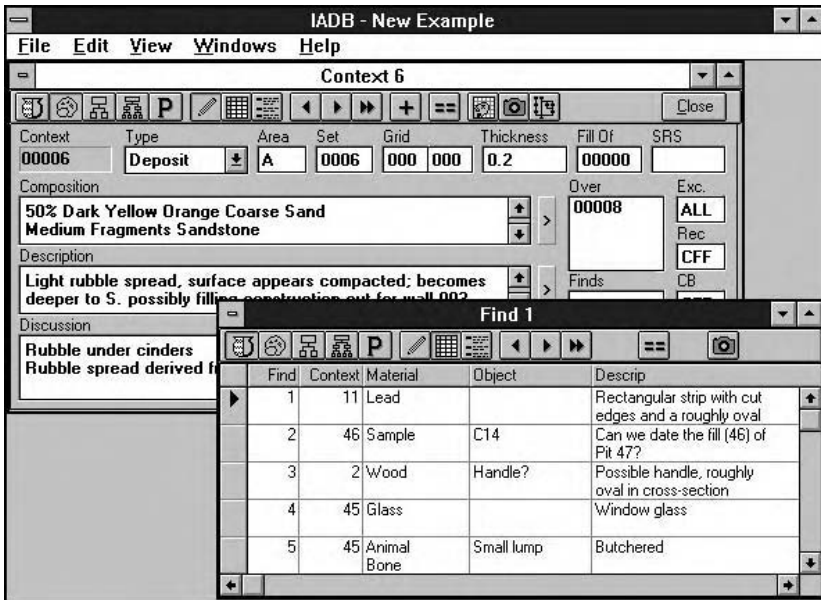 IADB - New Example
File Edit View Windows Help
Context 6
P == Close
Context Type Area Set Grid Thickness Fill Of SRS
00006 Deposit A 0006 000 000 0.2 00000
Composition Over Exc.
50% Dark Yellow Orange Coarse Sand 00008 ALL
Medium Fragments Sandstone > Rec
CFF
Description
Light rubble spread, surface appears compacted; becomes > Finds CB
deeper to S. possibly filling construction cut for wall 003
Discussion
Rubble under cinders
Rubble spread derived
Find 1
P ==
Find Context Material Object Descrip
1 11 Lead Rectangular strip with cut
edges and a roughly oval
2 46 Sample C14 Can we date the fill (46) of
Pit 47?
3 2 Wood Handle? Possible handle, roughly
oval in cross-section
4 45 Glass Window glass
5 45 Animal Small lump Butchered
Bone